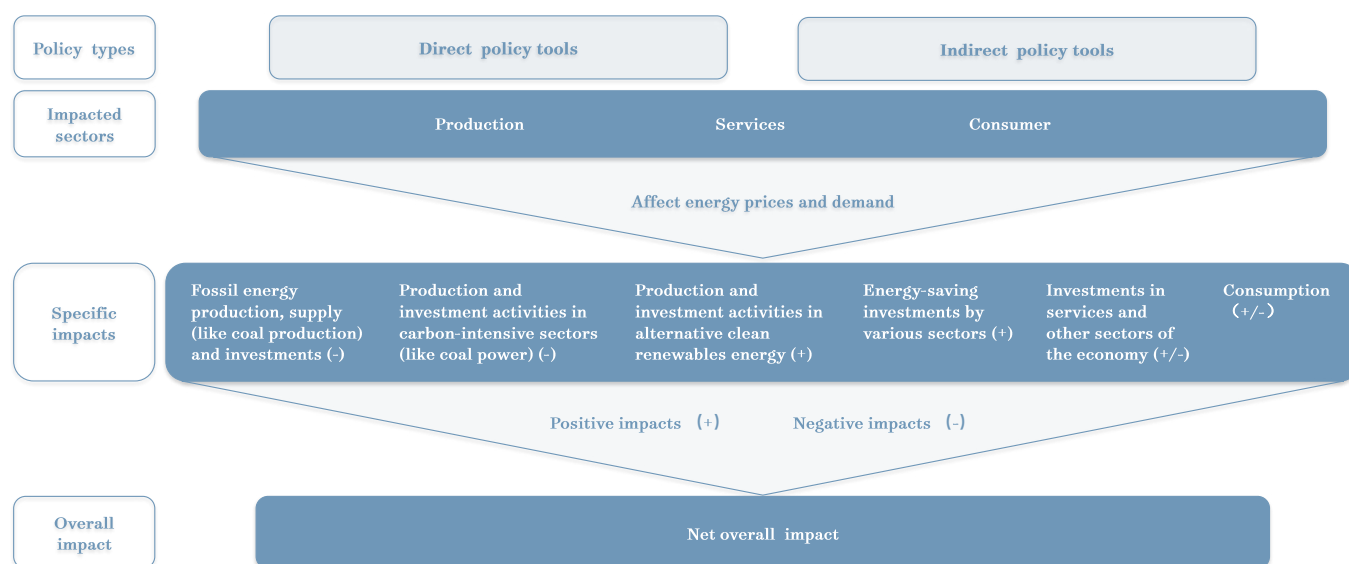 Policy types
Direct policy tools
Indirect policy tools
Impacted
sectors
Production
Services
Consumer
Affect energy prices and demand
Specific
impacts
Fossil energy
production, supply
(like coal production)
and investments (-)
Production and
investment activities in
carbon-intensive sectors
(like coal power) (-)
Production and
investment activities in
alternative clean
renewables energy (+)
Energy-saving
investments by
various sectors (+)
Investments in
services and
other sectors of
the economy (+/-)
Consumption
(+/-)
Positive impacts (+)
Negative impacts (-)
Overall
impact
Net overall impact